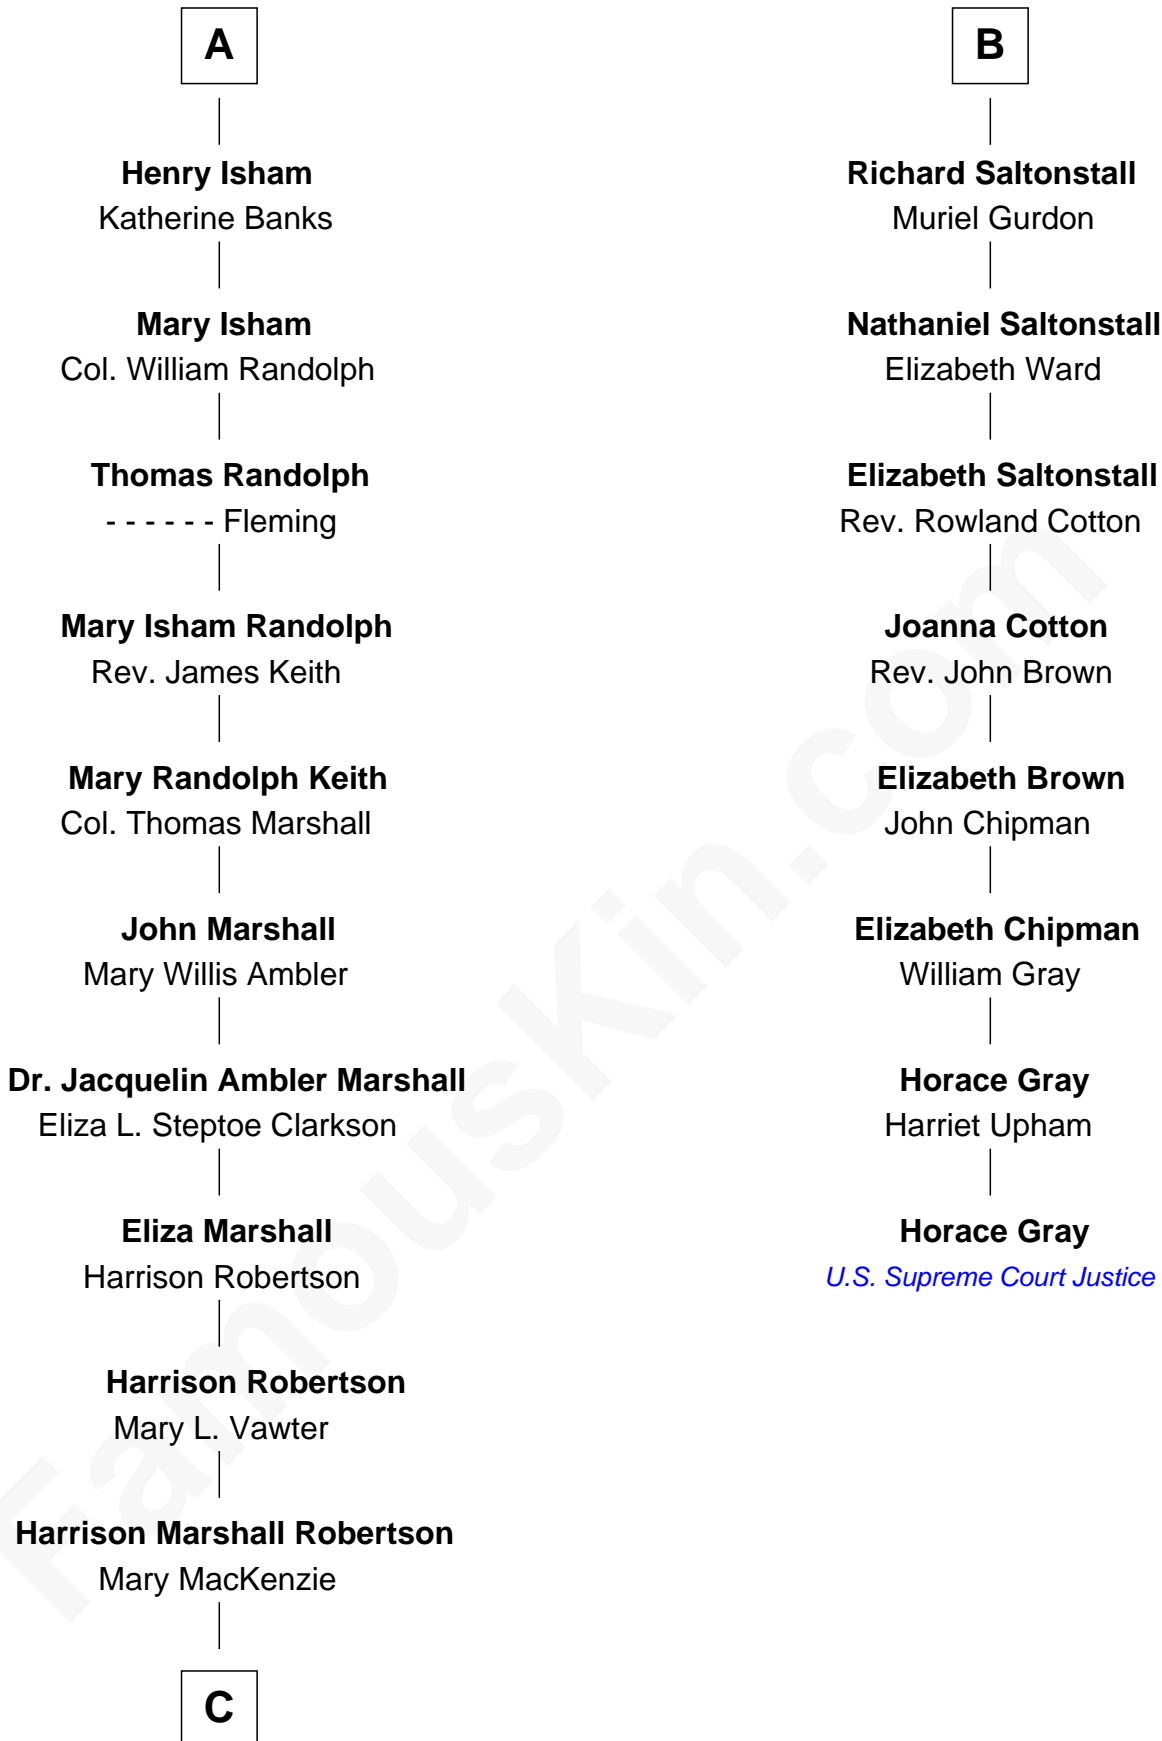 A
Henry Isham
Katherine Banks
Mary Isham
Col. William Randolph
Thomas Randolph
- - - - - - Fleming
Mary Isham Randolph
Rev. James Keith
Mary Randolph Keith
Col. Thomas Marshall
John Marshall
Mary Willis Ambler
Dr. Jacquelin Ambler Marshall
Eliza L. Steptoe Clarkson
Eliza Marshall
Harrison Robertson
Harrison Robertson
Mary L. Vawter
Harrison Marshall Robertson
Mary MacKenzie
C
B
Richard Saltonstall
Muriel Gurdon
Nathaniel Saltonstall
Elizabeth Ward
Elizabeth Saltonstall
Rev. Rowland Cotton
Joanna Cotton
Rev. John Brown
Elizabeth Brown
John Chipman
Elizabeth Chipman
William Gray
Horace Gray
Harriet Upham
Horace Gray
U.S. Supreme Court Justice
FamousKin.com